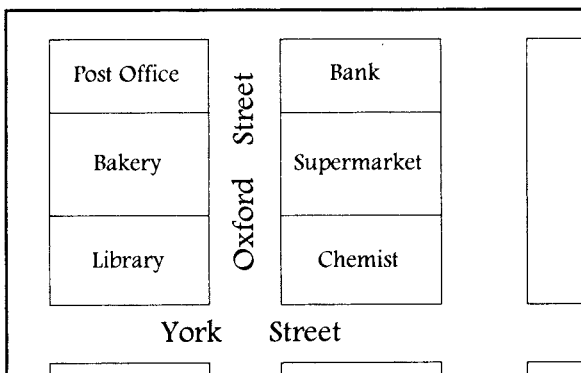 Post Office
Bank
Bakery
Supermarket
Library
Chemist
Oxford Street
York Street